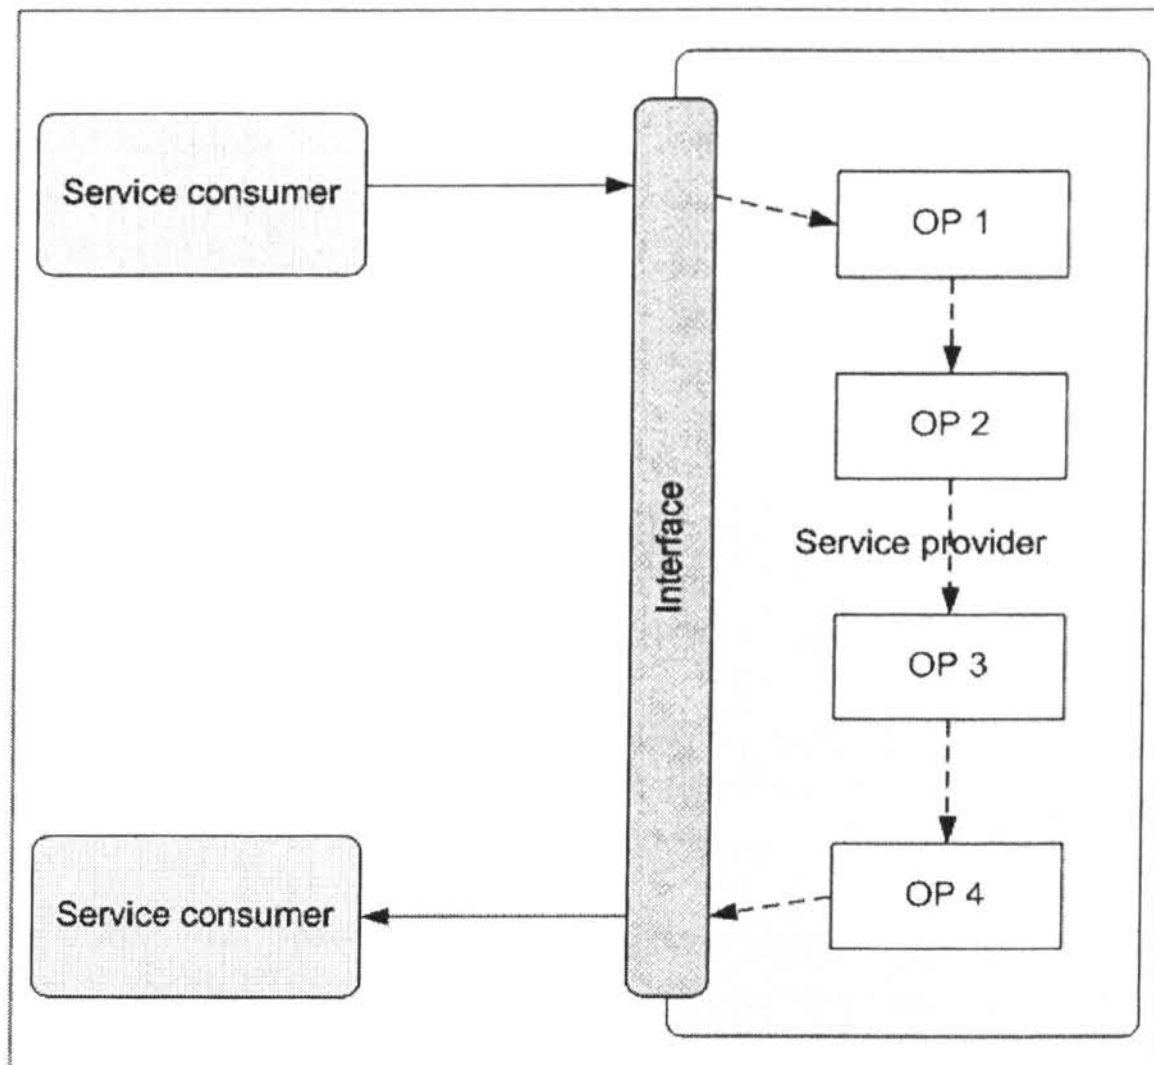 Service consumer
OP 1
OP 2
Interface
Service provider
OP 3
Service consumer
OP 4